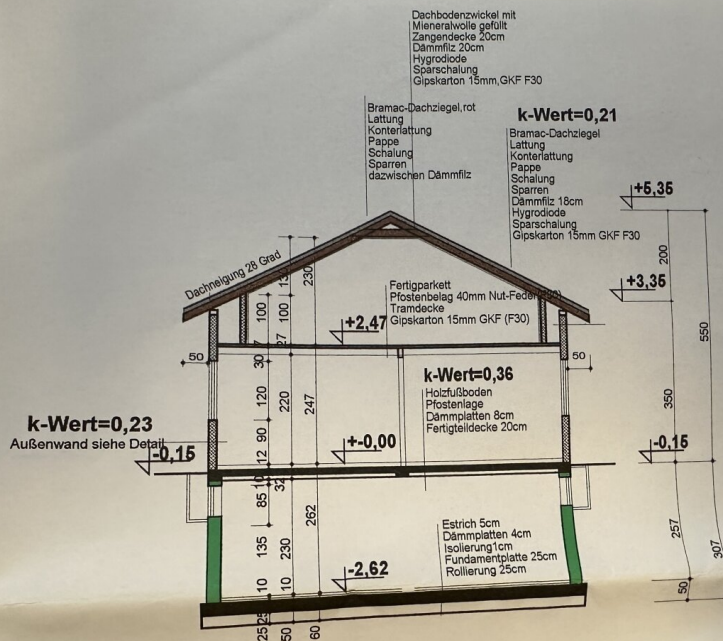 Dachbodenzwickel mit
Mieneralwolle gefüllt
Zangendecke 20cm
Dämmfilz 20cm
Hygrodiode
Sparschalung
Gipskarton 15mm,GKF F30
Bramac-Dachziegel,rot
Lattung
Konterlattung
Pappe
Schalung
Sparren
dazwischen Dämmfilz
k-Wert=0,21
Bramac-Dachziegel
Lattung
Konterlattung
Pappe
Schalung
Sparren
Dämmfilz 18cm
Hygrodiode
Sparschalung
Gipskarton 15mm GKF F30
+5,35
200
+3,35
550
350
-0,15
257
307
50
Dachneigung 28 Grad
230
100
100
27
Fertigparkett
Pfostenbelag 40mm Nut-Feder
Tramdecke
Gipskarton 15mm GKF (F30)
+2,47
50
50
30
120
220
247
90
12
k-Wert=0,36
Holzfußboden
Pfostenlage
Dämmplatten 8cm
Fertigteildecke 20cm
k-Wert=0,23
Außenwand siehe Detail
-0,15
+-0,00
10
32
85
262
135
230
10
10
Estrich 5cm
Dämmplatten 4cm
Isolierung1cm
Fundamentplatte 25cm
Rollierung 25cm
-2,62
25
25
50
60